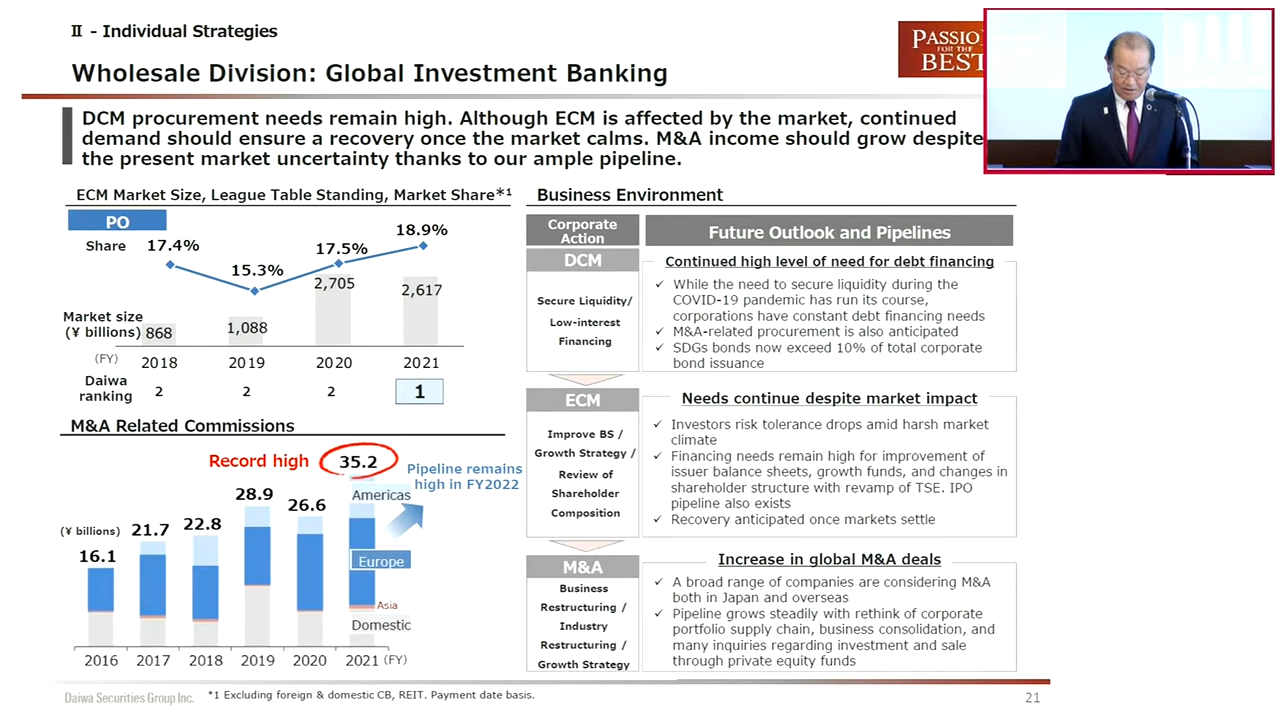 Ⅱ - Individual Strategies
Wholesale Division: Global Investment Banking
PASSIO
FOR THE
BEST
DCM procurement needs remain high. Although ECM is affected by the market, continued
demand should ensure a recovery once the market calms. M&A income should grow despite
the present market uncertainty thanks to our ample pipeline.
ECM Market Size, League Table Standing, Market Share*1
PO
Share
17.4%
15.3%
17.5%
18.9%
Market size
(¥ billions)
868
1,088
2,705
2,617
(FY)
2018
2019
2020
2021
Daiwa
ranking
2
2
2
1
M&A Related Commissions
Record high
35.2
Pipeline remains
high in FY2022
(¥ billions)
16.1
21.7
22.8
28.9
26.6
Americas
Europe
Asia
Domestic
2016
2017
2018
2019
2020
2021
(FY)
Business Environment
Corporate
Action
Future Outlook and Pipelines
DCM
Secure Liquidity/
Low-interest
Financing
Continued high level of need for debt financing
✓ While the need to secure liquidity during the
COVID-19 pandemic has run its course,
corporations have constant debt financing needs
✓ M&A-related procurement is also anticipated
✓ SDGs bonds now exceed 10% of total corporate
bond issuance
ECM
Improve BS /
Growth Strategy /
Review of
Shareholder
Composition
Needs continue despite market impact
✓ Investors risk tolerance drops amid harsh market
climate
✓ Financing needs remain high for improvement of
issuer balance sheets, growth funds, and changes in
shareholder structure with revamp of TSE. IPO
pipeline also exists
✓ Recovery anticipated once markets settle
M&A
Business
Restructuring /
Industry
Restructuring /
Growth Strategy
Increase in global M&A deals
✓ A broad range of companies are considering M&A
both in Japan and overseas
✓ Pipeline grows steadily with rethink of corporate
portfolio supply chain, business consolidation, and
many inquiries regarding investment and sale
through private equity funds
Daiwa Securities Group Inc.
*1 Excluding foreign & domestic CB, REIT. Payment date basis.
21